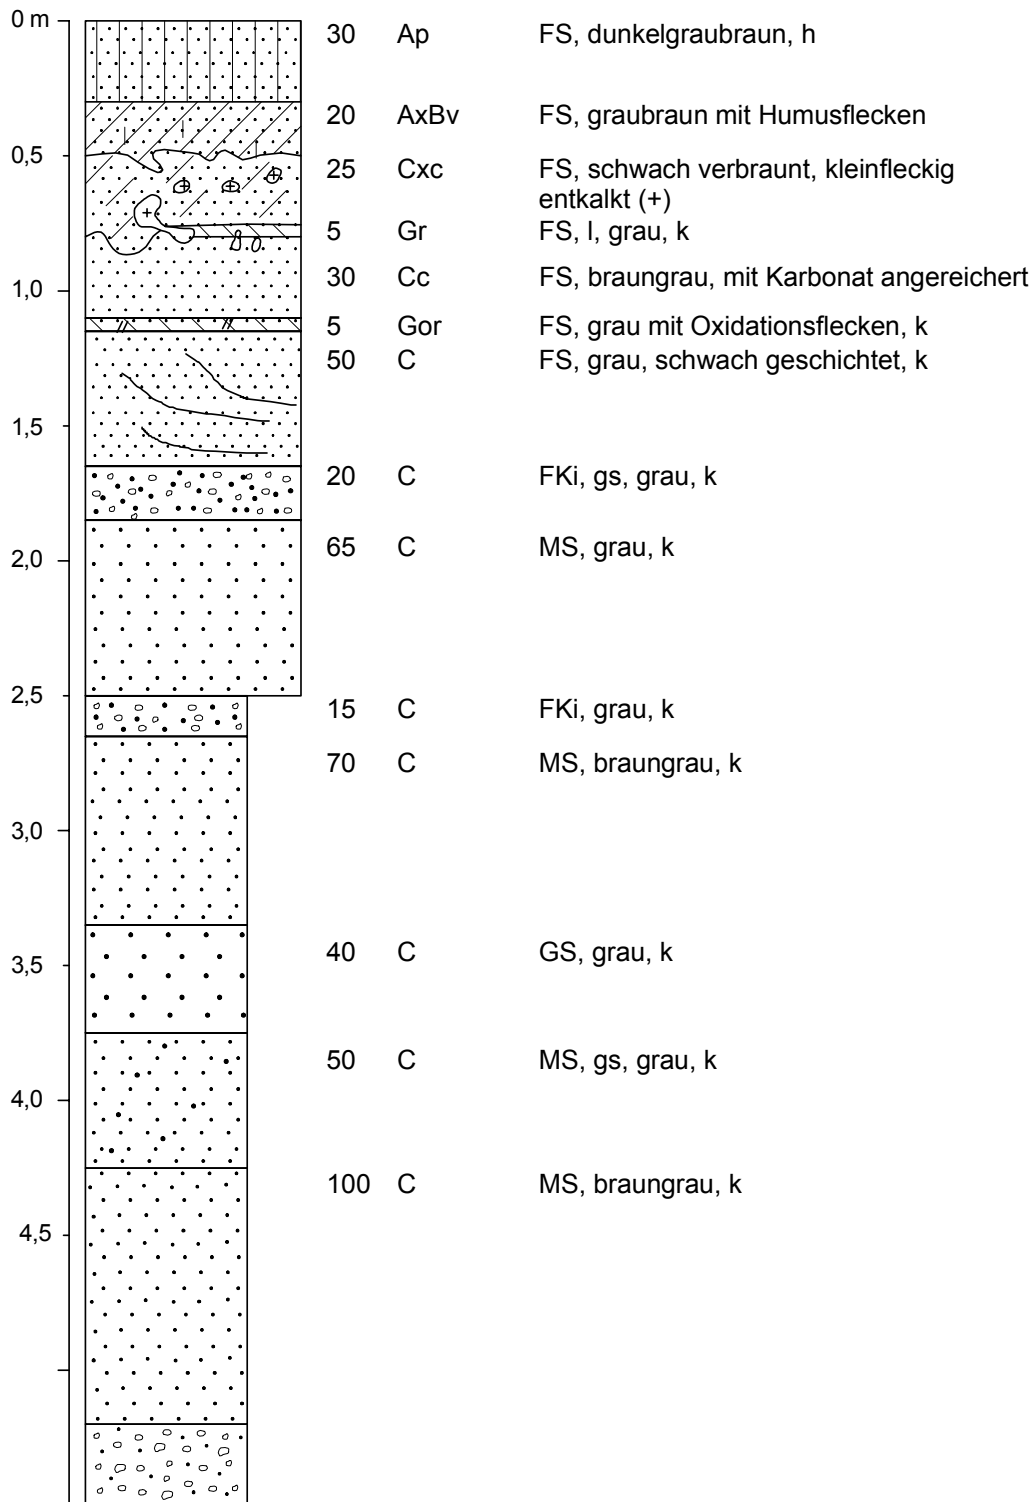 0 m
30 Ap FS, dunkelgraubraun, h
20 AxBv FS, graubraun mit Humusflecken
0,5
25 Cxc FS, schwach verbraunt, kleinfleckig
entkalkt (+)
5 Gr FS, l, grau, k
30 Cc FS, braungrau, mit Karbonat angereichert
1,0
5 Gor FS, grau mit Oxidationsflecken, k
50 C FS, grau, schwach geschichtet, k
1,5
20 C FKi, gs, grau, k
65 C MS, grau, k
2,0
2,5
15 C FKi, grau, k
70 C MS, braungrau, k
3,0
40 C GS, grau, k
3,5
50 C MS, gs, grau, k
4,0
100 C MS, braungrau, k
4,5